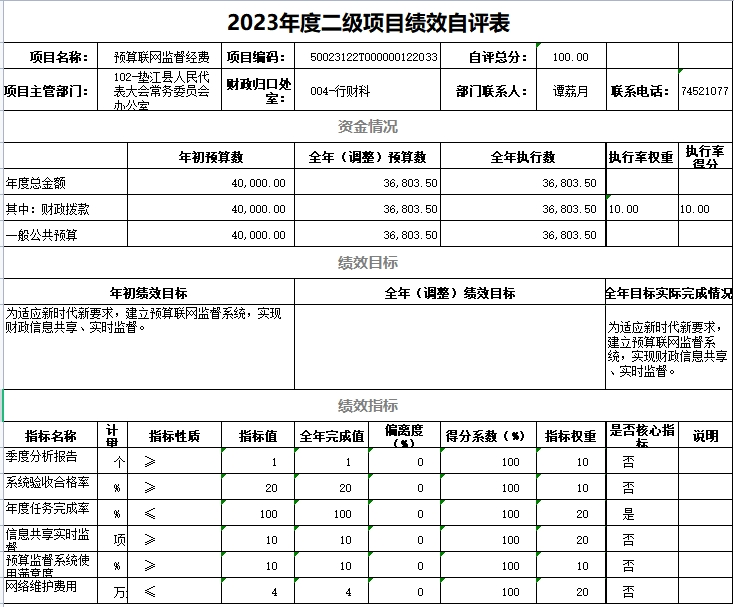 2023年度二级项目绩效自评表
项目名称： 预算联网监督经费 项目编码： 50023122T000000122033 自评总分： 100.00
项目主管部门： 102-垫江县人民代表大会常务委员会办公室 财政归口处室： 004-行财科 部门联系人： 谭荔月 联系电话： 74521077
资金情况
年初预算数 全年（调整）预算数 全年执行数 执行率权重 执行率得分
年度总金额 40,000.00 36,803.50 36,803.50
其中：财政拨款 40,000.00 36,803.50 36,803.50 10.00 10.00
一般公共预算 40,000.00 36,803.50 36,803.50
绩效目标
年初绩效目标 全年（调整）绩效目标 全年目标实际完成情况
为适应新时代新要求，建立预算联网监督系统，实现
财政信息共享、实时监督。
为适应新时代新要求，
建立预算联网监督系
统，实现财政信息共享
、实时监督。
绩效指标
指标名称 计量 指标性质 指标值 全年完成值 偏离度（%） 得分系数（%） 指标权重 是否核心指标 说明
季度分析报告 个 ≥ 1 1 0 100 10 否
系统验收合格率 % ≥ 20 20 0 100 10 否
年度任务完成率 % ≤ 100 100 0 100 20 是
信息共享实时监督 项 ≥ 10 10 0 100 20 否
预算监督系统使用满意度 % ≥ 10 10 0 100 10 否
网络维护费用 万 ≤ 4 4 0 100 20 否